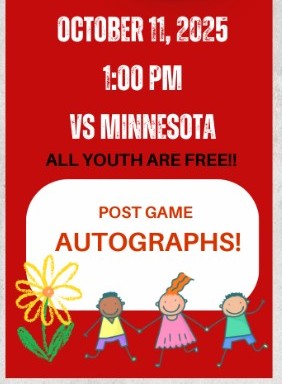 OCTOBER 11, 2025
1:00 PM
VS MINNESOTA
ALL YOUTH ARE FREE!!
POST GAME
AUTOGRAPHS!